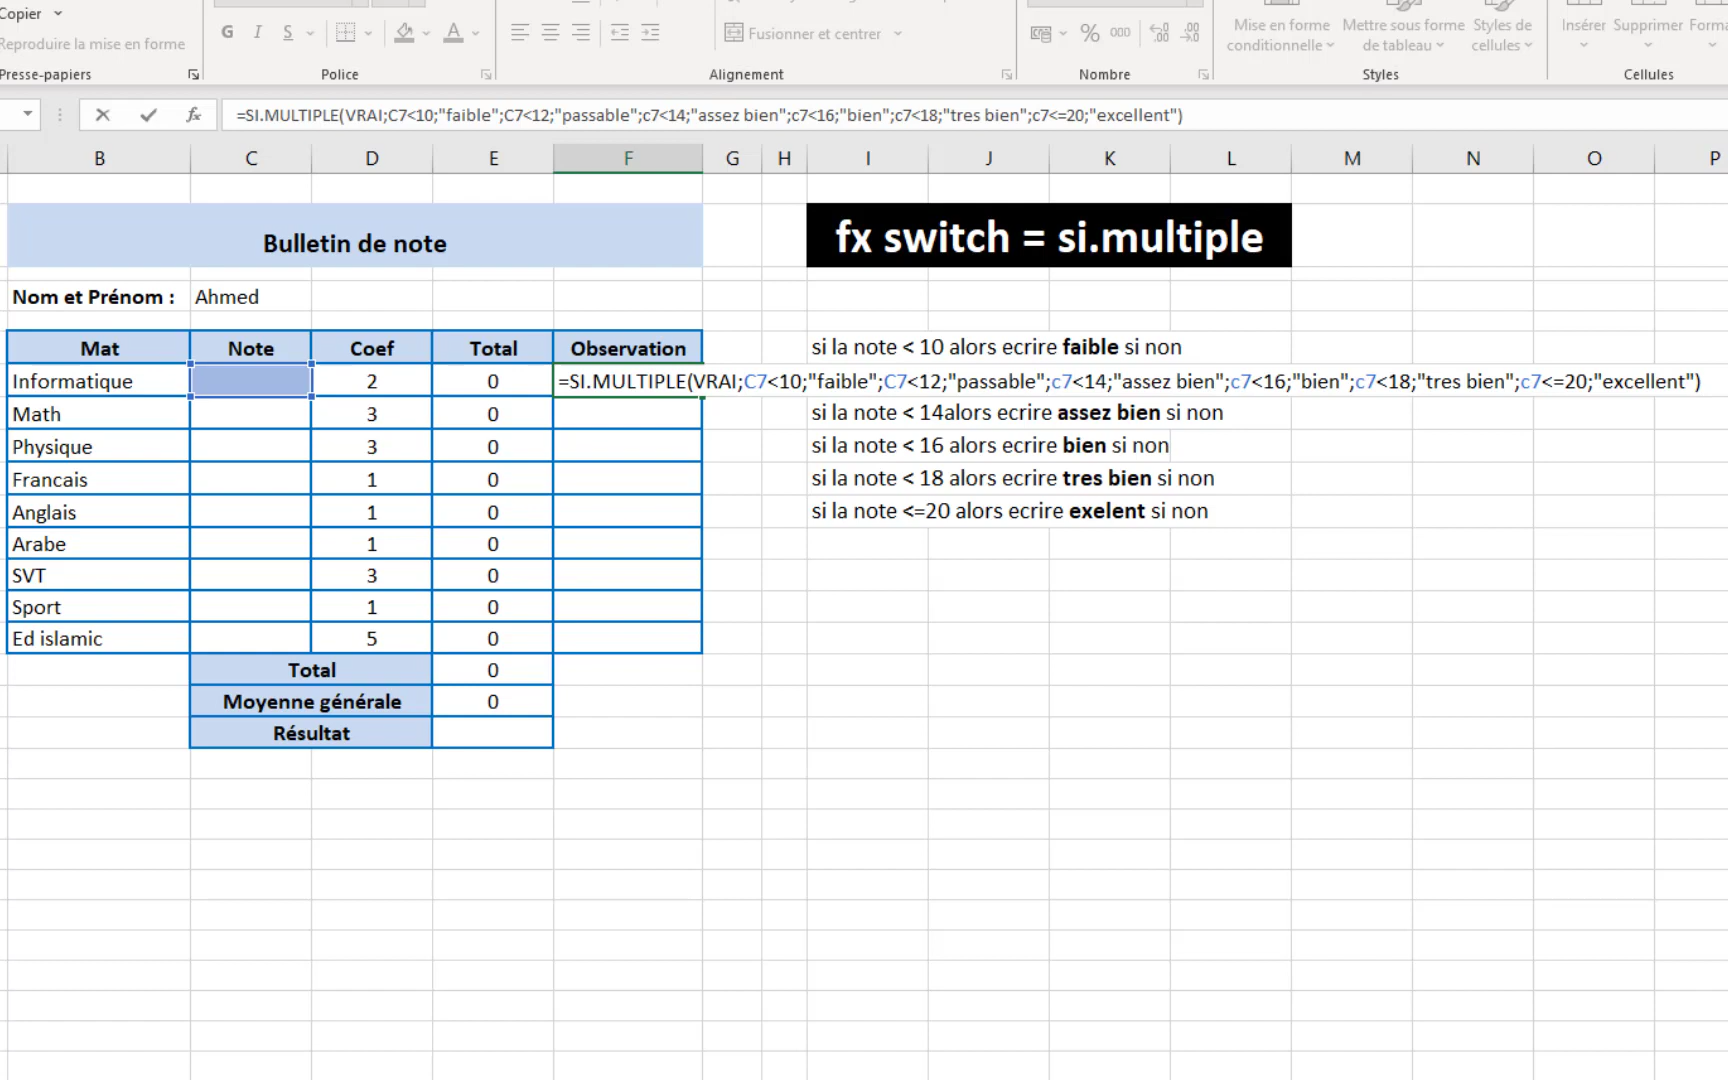 Copier
Reproduire la mise en forme
Presse-papiers
G I S
A
Police
Fusionner et centrer
Alignement
% 000
Nombre
Mise en forme conditionnelle
Mettre sous forme de tableau
Styles de cellules
Styles
Insérer Supprimer Forma
Cellules
fx =SI.MULTIPLE(VRAI;C7<10;"faible";C7<12;"passable";c7<14;"assez bien";c7<16;"bien";c7<18;"tres bien";c7<=20;"excellent")
B C D E F G H I J K L M N O P
Bulletin de note
fx switch = si.multiple
Nom et Prénom : Ahmed
Mat Note Coef Total Observation
si la note < 10 alors ecrire faible si non
Informatique 2 0 =SI.MULTIPLE(VRAI;C7<10;"faible";C7<12;"passable";c7<14;"assez bien";c7<16;"bien";c7<18;"tres bien";c7<=20;"excellent")
Math 3 0
si la note < 14alors ecrire assez bien si non
Physique 3 0
si la note < 16 alors ecrire bien si non
Francais 1 0
si la note < 18 alors ecrire tres bien si non
Anglais 1 0
si la note <=20 alors ecrire exelent si non
Arabe 1 0
SVT 3 0
Sport 1 0
Ed islamic 5 0
Total 0
Moyenne générale 0
Résultat